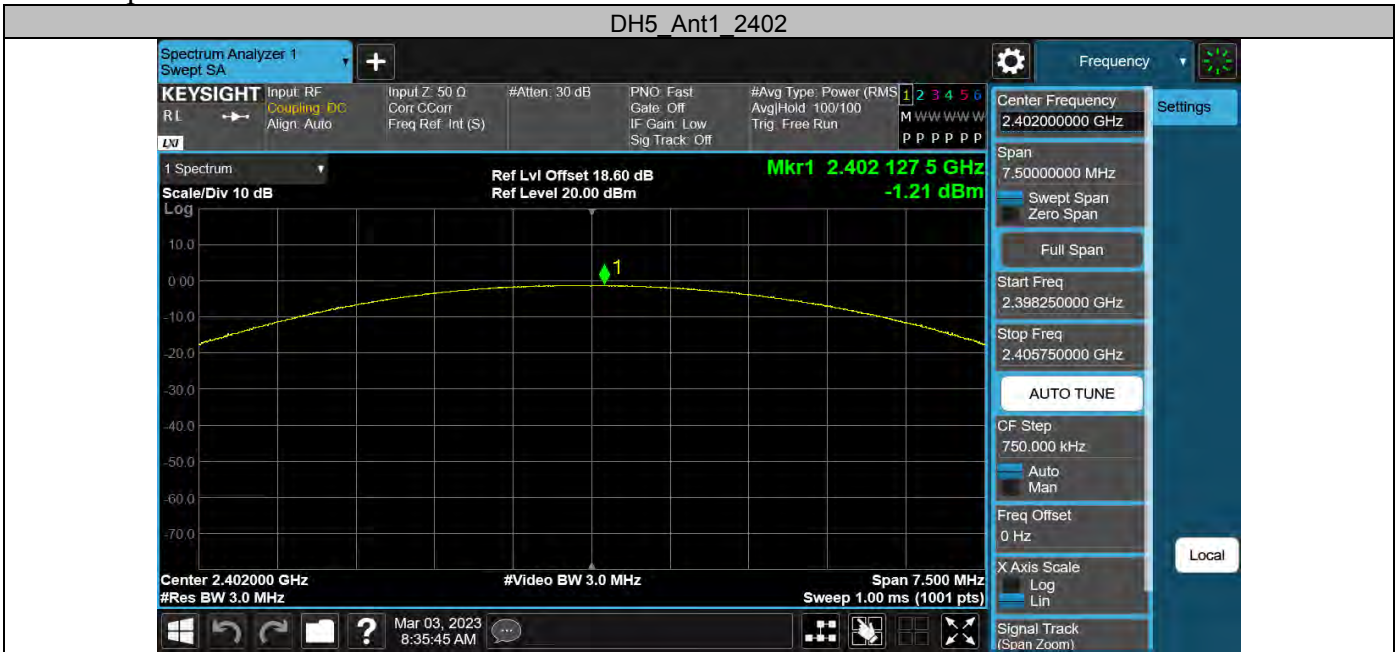 DH5_Ant1_2402
Spectrum Analyzer 1
Swept SA
Frequency
KEYSIGHT
RL
LXI
Input: RF
Coupling: DC
Align: Auto
Input Z: 50 Ω
Corr CCorr
Freq Ref: Int (S)
#Atten: 30 dB
PNO: Fast
Gate: Off
IF Gain: Low
Sig Track: Off
#Avg Type: Power (RMS
Avg|Hold: 100/100
Trig: Free Run
1 2 3 4 5 6
M W W W W W
P P P P P P
1 Spectrum
Scale/Div 10 dB
Ref Lvl Offset 18.60 dB
Ref Level 20.00 dBm
Mkr1 2.402 127 5 GHz
-1.21 dBm
Log
10.0
0.00
-10.0
-20.0
-30.0
-40.0
-50.0
-60.0
-70.0
1
Center 2.402000 GHz
#Res BW 3.0 MHz
#Video BW 3.0 MHz
Span 7.500 MHz
Sweep 1.00 ms (1001 pts)
Center Frequency
2.402000000 GHz
Settings
Span
7.50000000 MHz
Swept Span
Zero Span
Full Span
Start Freq
2.398250000 GHz
Stop Freq
2.405750000 GHz
AUTO TUNE
CF Step
750.000 kHz
Auto
Man
Freq Offset
0 Hz
Local
X Axis Scale
Log
Lin
Signal Track
(Span Zoom)
?
Mar 03, 2023
8:35:45 AM